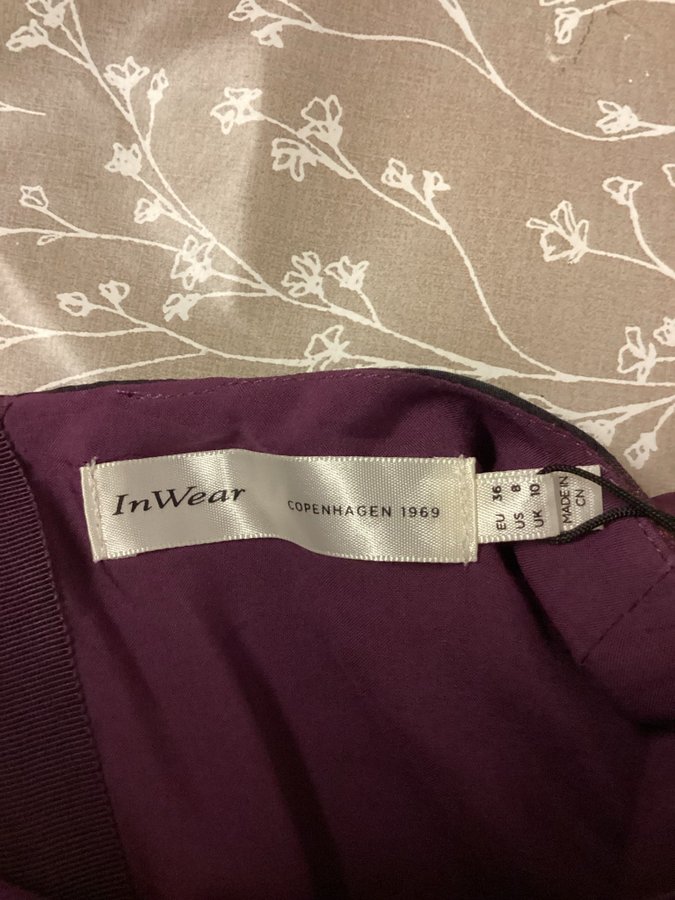 InWear
COPENHAGEN 1969
EU 36
US 8
UK 10
MADE IN
CN